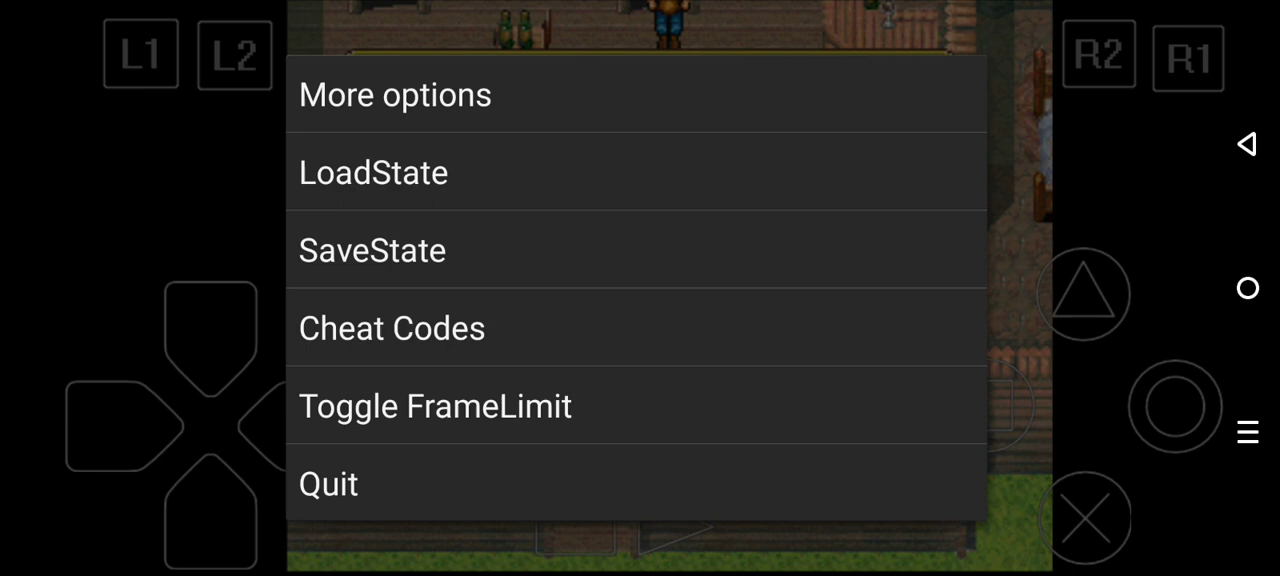 L1 L2 R2 R1
More options
LoadState
SaveState
Cheat Codes
Toggle FrameLimit
Quit